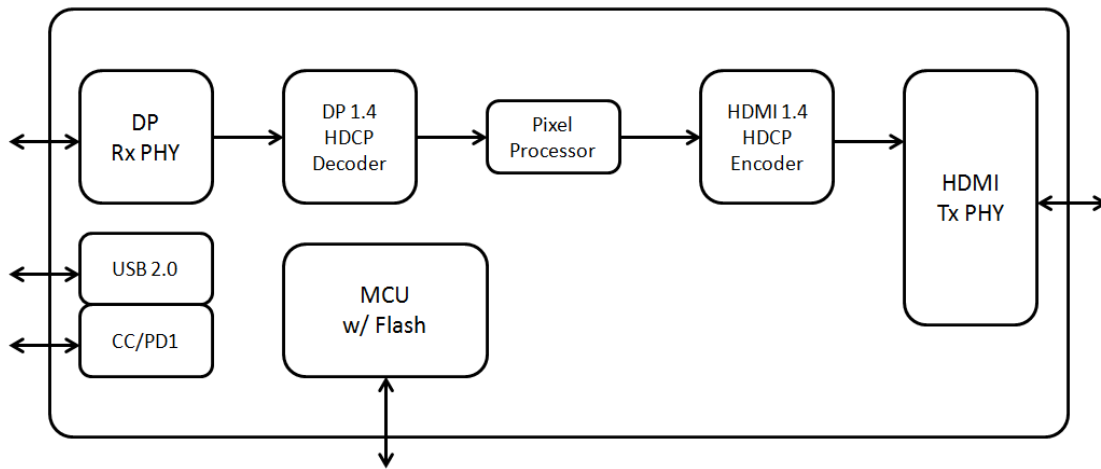 DP
Rx PHY
DP 1.4
HDCP
Decoder
Pixel
Processor
HDMI 1.4
HDCP
Encoder
HDMI
Tx PHY
USB 2.0
CC/PD1
MCU
w/ Flash